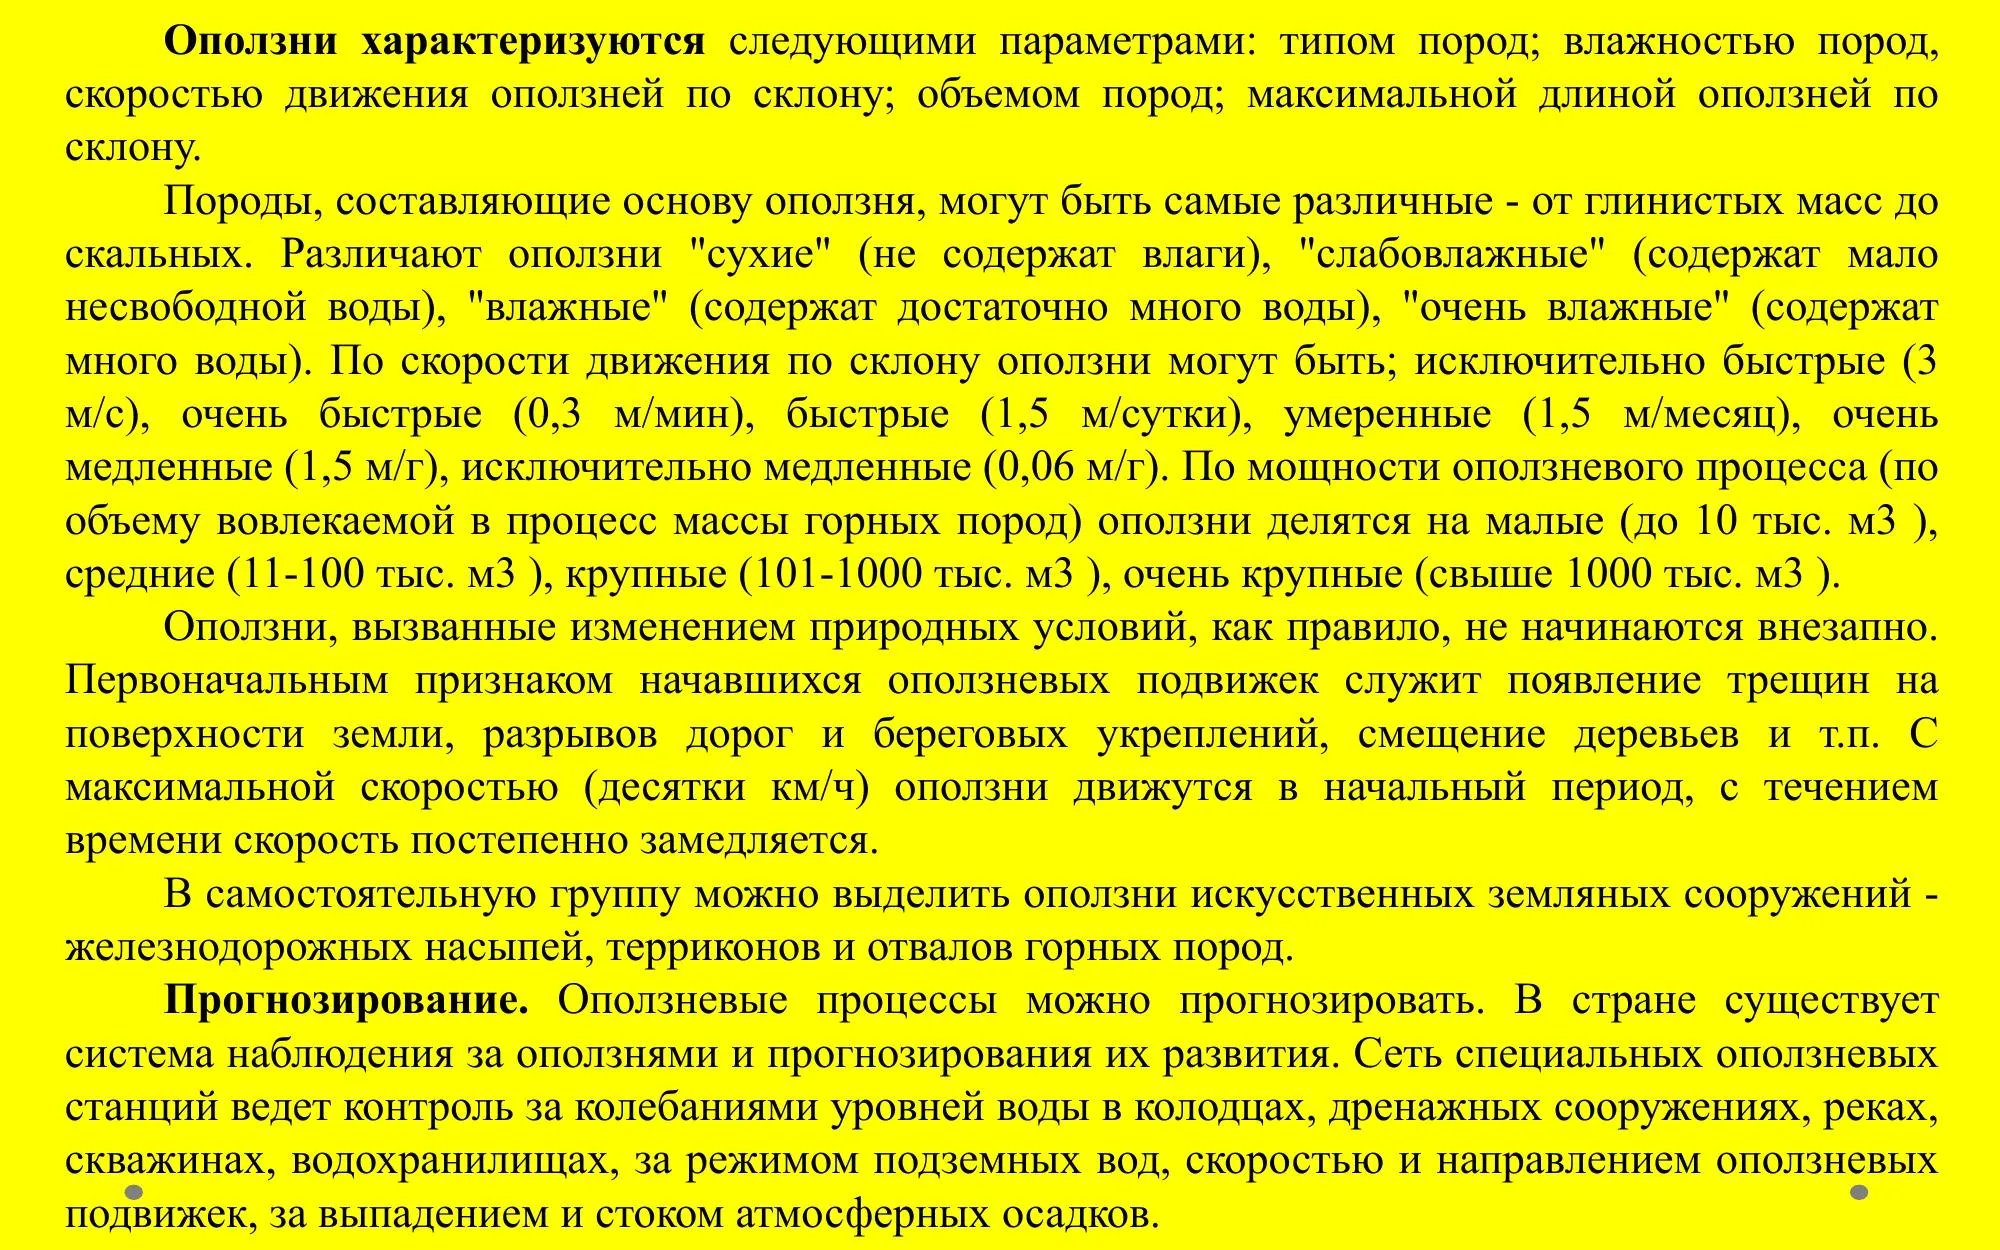 Оползни характеризуются следующими параметрами: типом пород; влажностью пород,
скоростью движения оползней по склону; объемом пород; максимальной длиной оползней по
склону.
Породы, составляющие основу оползня, могут быть самые различные - от глинистых масс до
скальных. Различают оползни "сухие" (не содержат влаги), "слабовлажные" (содержат мало
несвободной воды), "влажные" (содержат достаточно много воды), "очень влажные" (содержат
много воды). По скорости движения по склону оползни могут быть; исключительно быстрые (3
м/с), очень быстрые (0,3 м/мин), быстрые (1,5 м/сутки), умеренные (1,5 м/месяц), очень
медленные (1,5 м/г), исключительно медленные (0,06 м/г). По мощности оползневого процесса (по
объему вовлекаемой в процесс массы горных пород) оползни делятся на малые (до 10 тыс. м3 ),
средние (11-100 тыс. м3 ), крупные (101-1000 тыс. м3 ), очень крупные (свыше 1000 тыс. м3 ).
Оползни, вызванные изменением природных условий, как правило, не начинаются внезапно.
Первоначальным признаком начавшихся оползневых подвижек служит появление трещин на
поверхности земли, разрывов дорог и береговых укреплений, смещение деревьев и т.п. С
максимальной скоростью (десятки км/ч) оползни движутся в начальный период, с течением
времени скорость постепенно замедляется.
В самостоятельную группу можно выделить оползни искусственных земляных сооружений -
железнодорожных насыпей, терриконов и отвалов горных пород.
Прогнозирование. Оползневые процессы можно прогнозировать. В стране существует
система наблюдения за оползнями и прогнозирования их развития. Сеть специальных оползневых
станций ведет контроль за колебаниями уровней воды в колодцах, дренажных сооружениях, реках,
скважинах, водохранилищах, за режимом подземных вод, скоростью и направлением оползневых
подвижек, за выпадением и стоком атмосферных осадков.